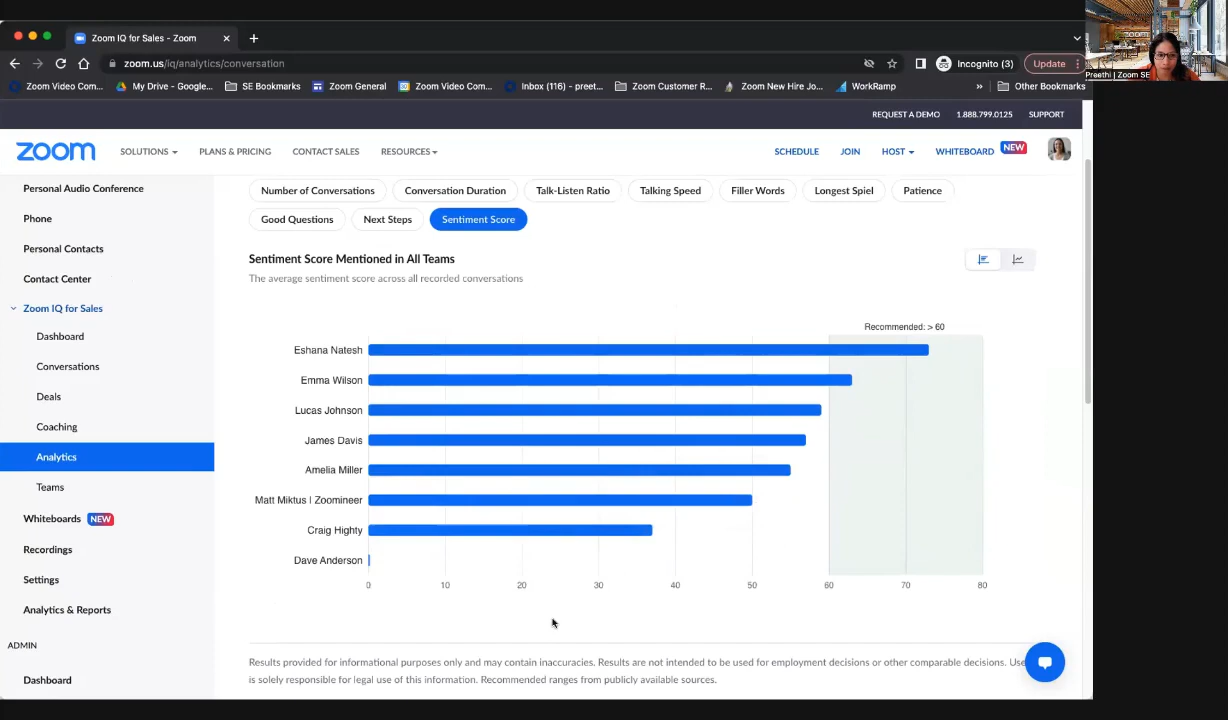 Zoom IQ for Sales - Zoom
zoom.us/iq/analytics/conversation
Incognito (3)
Update
Preethi | Zoom SE
Zoom Video Com...
My Drive - Google...
SE Bookmarks
Zoom General
Zoom Video Com...
Inbox (116) - preet...
Zoom Customer R...
Zoom New Hire Jo...
WorkRamp
»
Other Bookmarks
REQUEST A DEMO
1.888.799.0125
SUPPORT
zoom
SOLUTIONS
PLANS & PRICING
CONTACT SALES
RESOURCES
SCHEDULE
JOIN
HOST
WHITEBOARD
NEW
Personal Audio Conference
Phone
Personal Contacts
Contact Center
Zoom IQ for Sales
Dashboard
Conversations
Deals
Coaching
Analytics
Teams
Whiteboards NEW
Recordings
Settings
Analytics & Reports
ADMIN
Dashboard
Number of Conversations
Conversation Duration
Talk-Listen Ratio
Talking Speed
Filler Words
Longest Spiel
Patience
Good Questions
Next Steps
Sentiment Score
Sentiment Score Mentioned in All Teams
The average sentiment score across all recorded conversations
Recommended: > 60
Eshana Natesh
Emma Wilson
Lucas Johnson
James Davis
Amelia Miller
Matt Miktus | Zoomineer
Craig Highty
Dave Anderson
0 10 20 30 40 50 60 70 80
Results provided for informational purposes only and may contain inaccuracies. Results are not intended to be used for employment decisions or other comparable decisions. Use
is solely responsible for legal use of this information. Recommended ranges from publicly available sources.